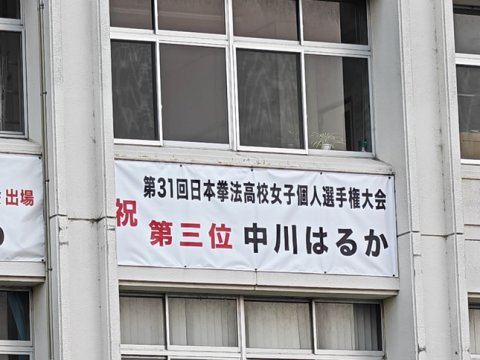 出場
第31回日本拳法高校女子個人選手権大会
祝 第三位 中川はるか